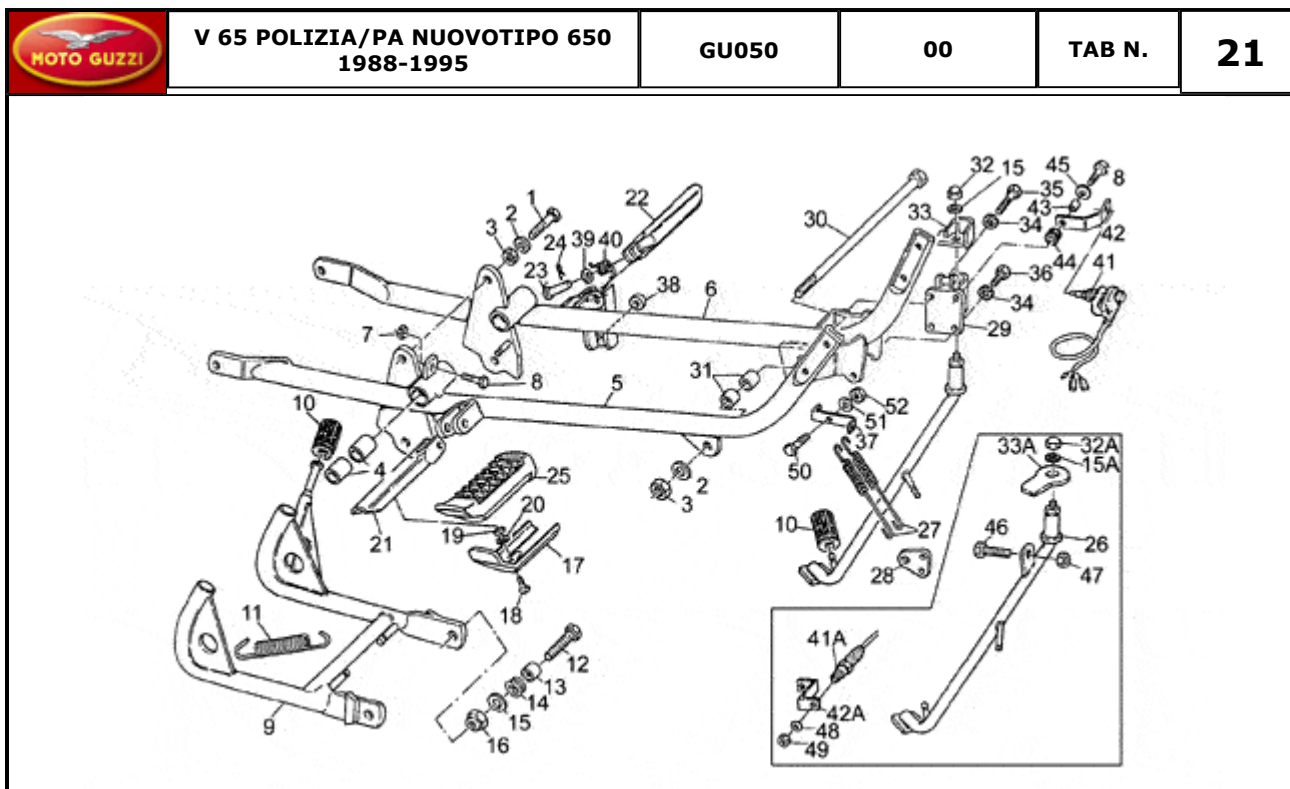 MOTO GUZZI
V 65 POLIZIA/PA NUOVOTIPO 650
1988-1995
GU050
00
TAB N.
21
32 15 45 8
1 22 35
2 43
3 24 39 40 30 33 34 42
23 38 6 44 41
36
34
7 29
31
8 5
10 52
51
4 37
25 50 33A 32A
15A
2
20 3
21 19 10 27 46 26
17 28 47
18
11 41A
12
13
14 42A
9 15 48
16 49